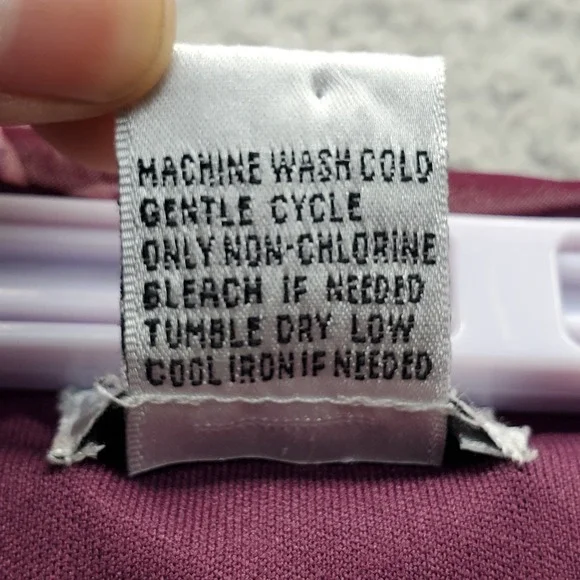 MACHINE WASH COLD
GENTLE CYCLE
ONLY NON-CHLORINE
BLEACH IF NEEDED
TUMBLE DRY LOW
COOL IRON IF NEEDED